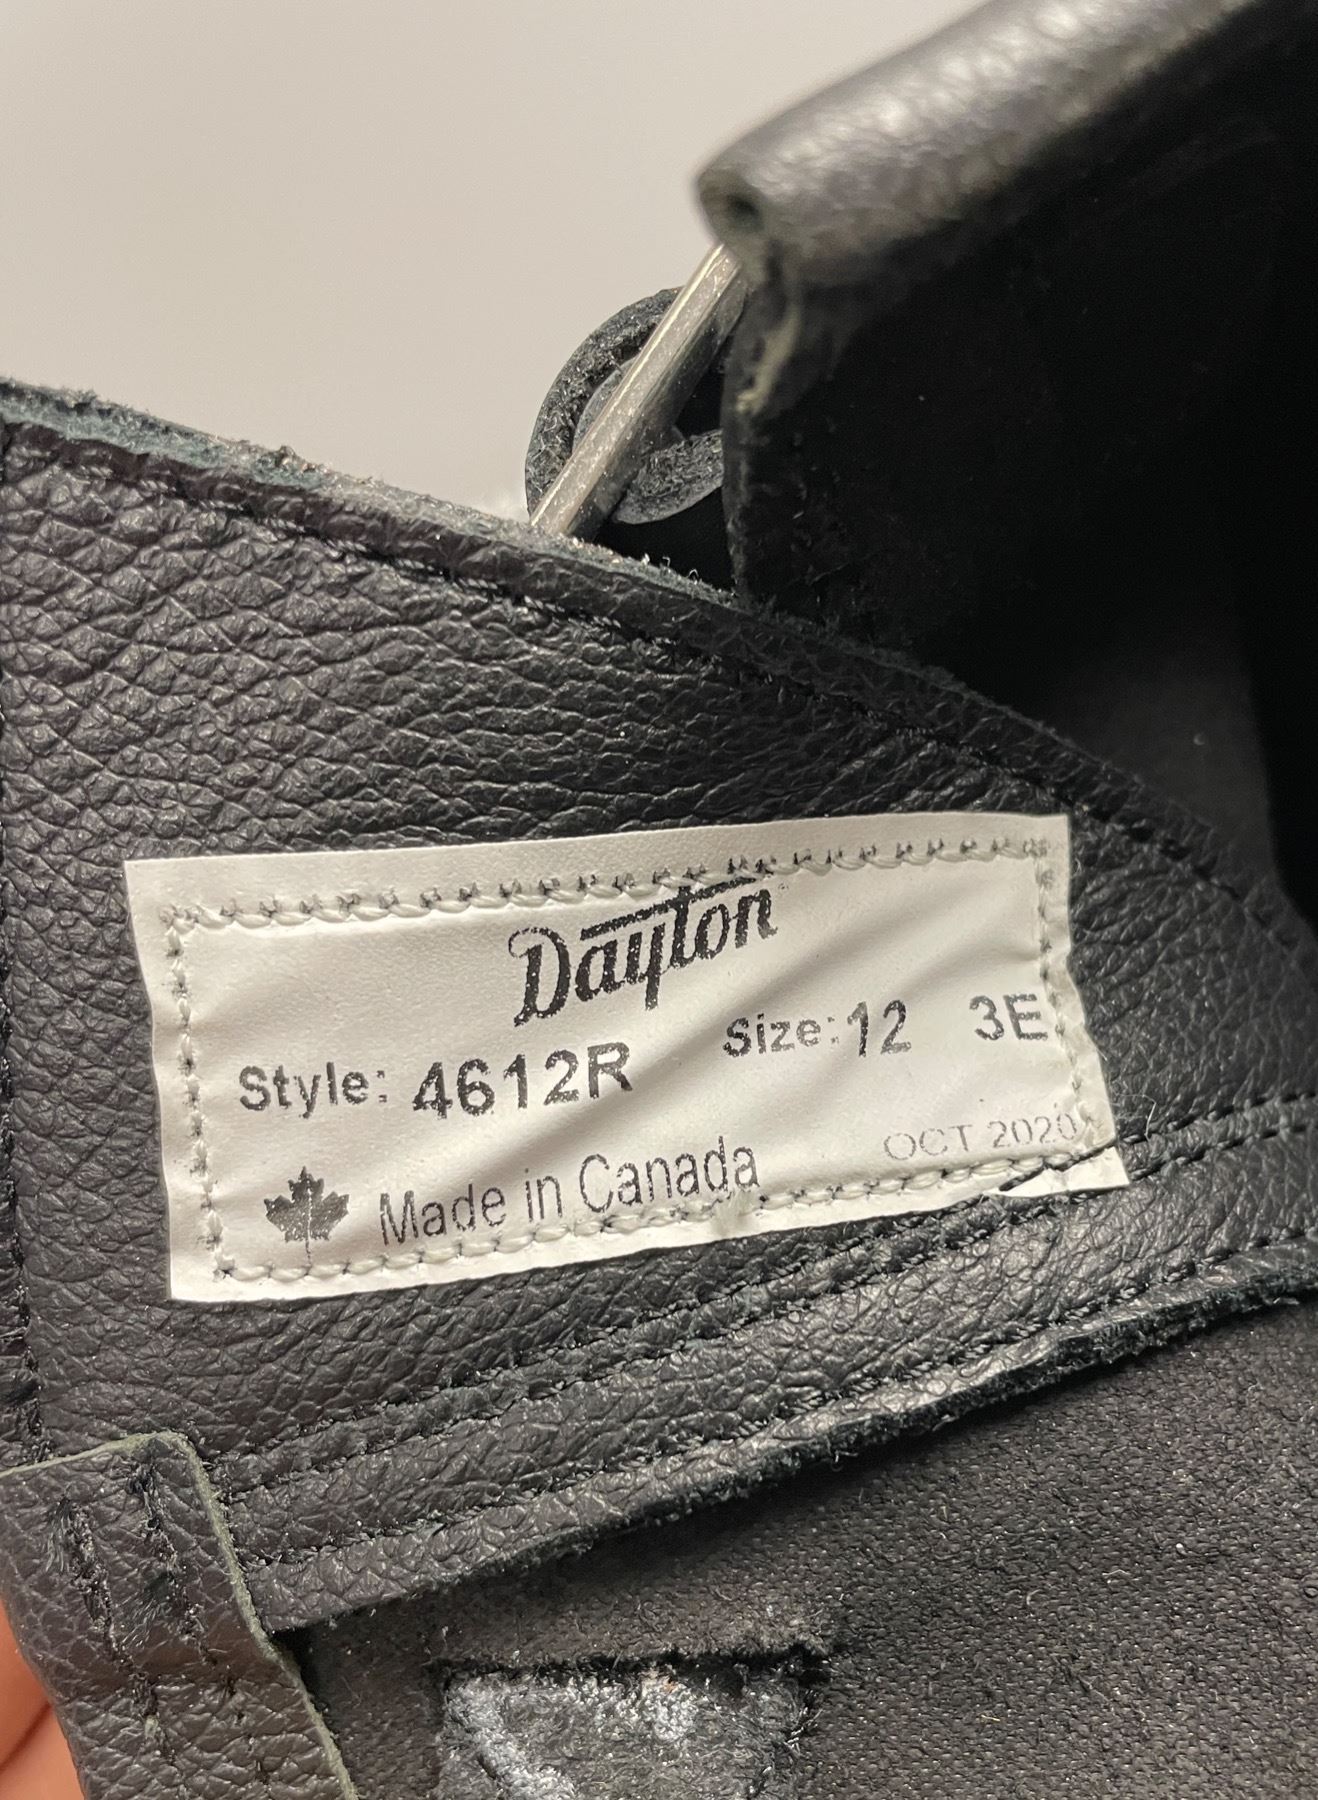 Dayton
Style: 4612R Size: 12 3E
Made in Canada OCT 2020